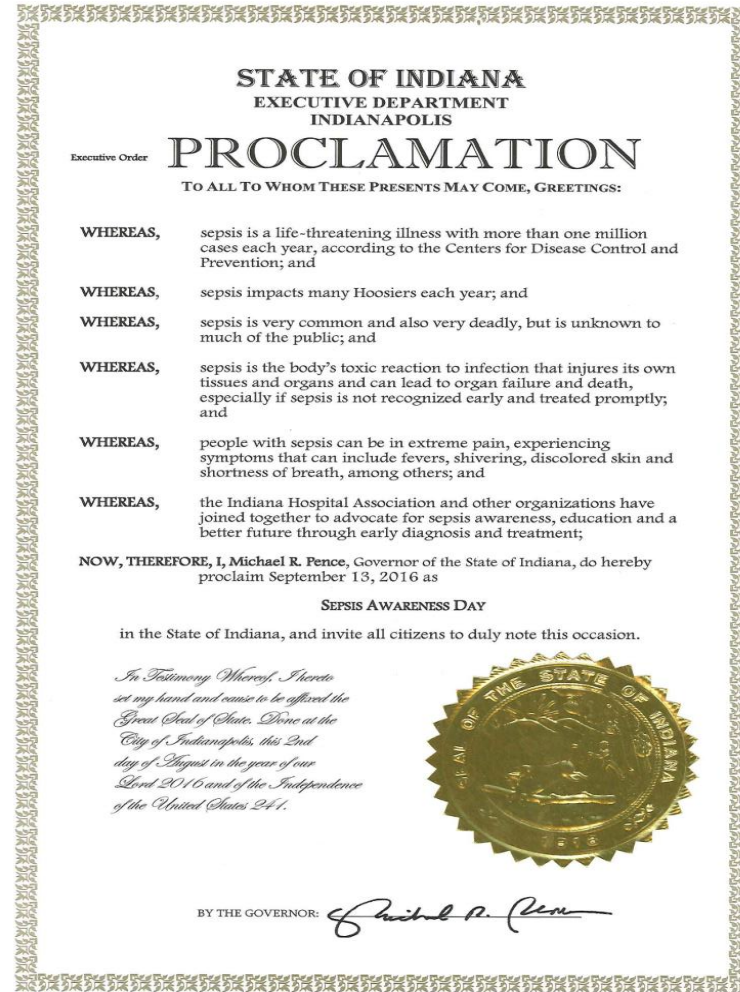 STATE OF INDIANA
EXECUTIVE DEPARTMENT
INDIANAPOLIS
Executive Order PROCLAMATION
TO ALL TO WHOM THESE PRESENTS MAY COME, GREETINGS:
WHEREAS, sepsis is a life-threatening illness with more than one million
cases each year, according to the Centers for Disease Control and
Prevention; and
WHEREAS, sepsis impacts many Hoosiers each year; and
WHEREAS, sepsis is very common and also very deadly, but is unknown to
much of the public; and
WHEREAS, sepsis is the body's toxic reaction to infection that injures its own
tissues and organs and can lead to organ failure and death,
especially if sepsis is not recognized early and treated promptly;
and
WHEREAS, people with sepsis can be in extreme pain, experiencing
symptoms that can include fevers, shivering, discolored skin and
shortness of breath, among others; and
WHEREAS, the Indiana Hospital Association and other organizations have
joined together to advocate for sepsis awareness, education and a
better future through early diagnosis and treatment;
NOW, THEREFORE, I, Michael R. Pence, Governor of the State of Indiana, do hereby
proclaim September 13, 2016 as
SEPSIS AWARENESS DAY
in the State of Indiana, and invite all citizens to duly note this occasion.
In Testimony Whereof, I hereto
set my hand and cause to be affixed the
Great Seal of State. Done at the
City of Indianapolis, this 2nd
day of August in the year of our
Lord 2016 and of the Independence
of the United States 241.
SEAL OF THE STATE OF INDIANA
1816
BY THE GOVERNOR: Michael R. Pence